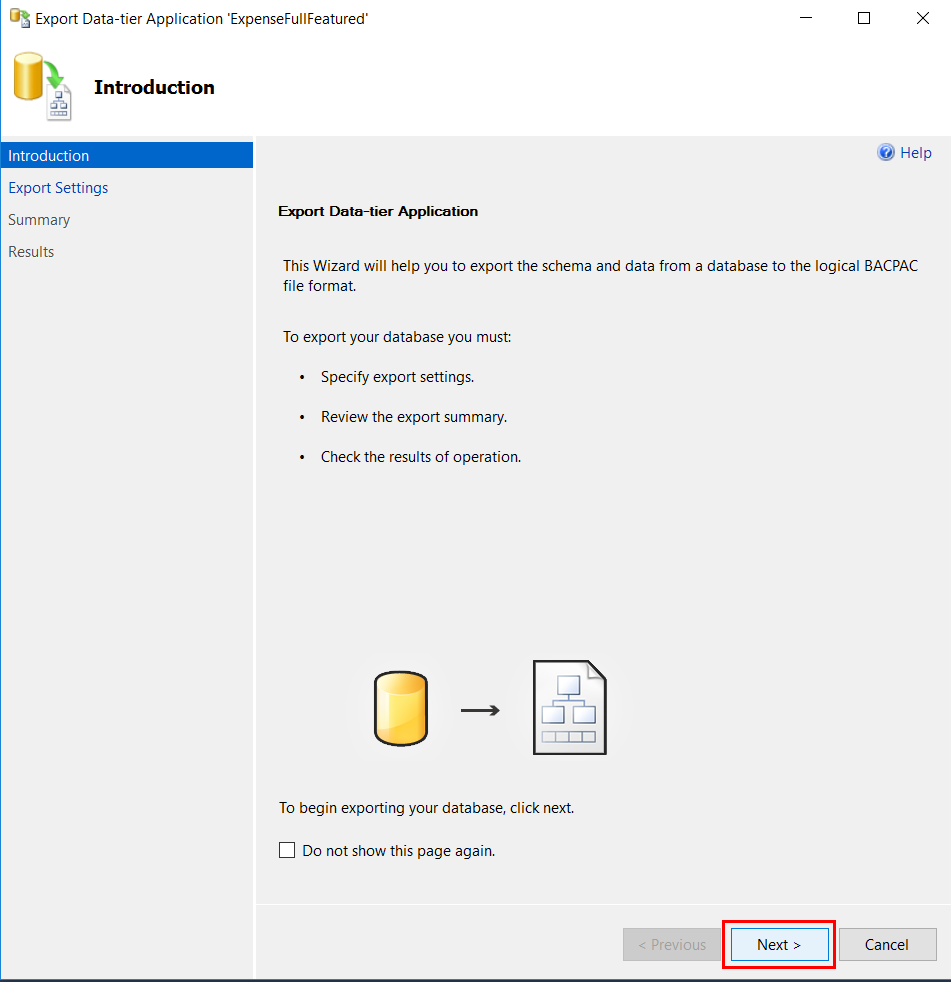 Export Data-tier Application 'ExpenseFullFeatured'
Introduction
Introduction
Export Settings
Summary
Results
Help
Export Data-tier Application
This Wizard will help you to export the schema and data from a database to the logical BACPAC
file format.
To export your database you must:
• Specify export settings.
• Review the export summary.
• Check the results of operation.
To begin exporting your database, click next.
Do not show this page again.
< Previous
Next >
Cancel